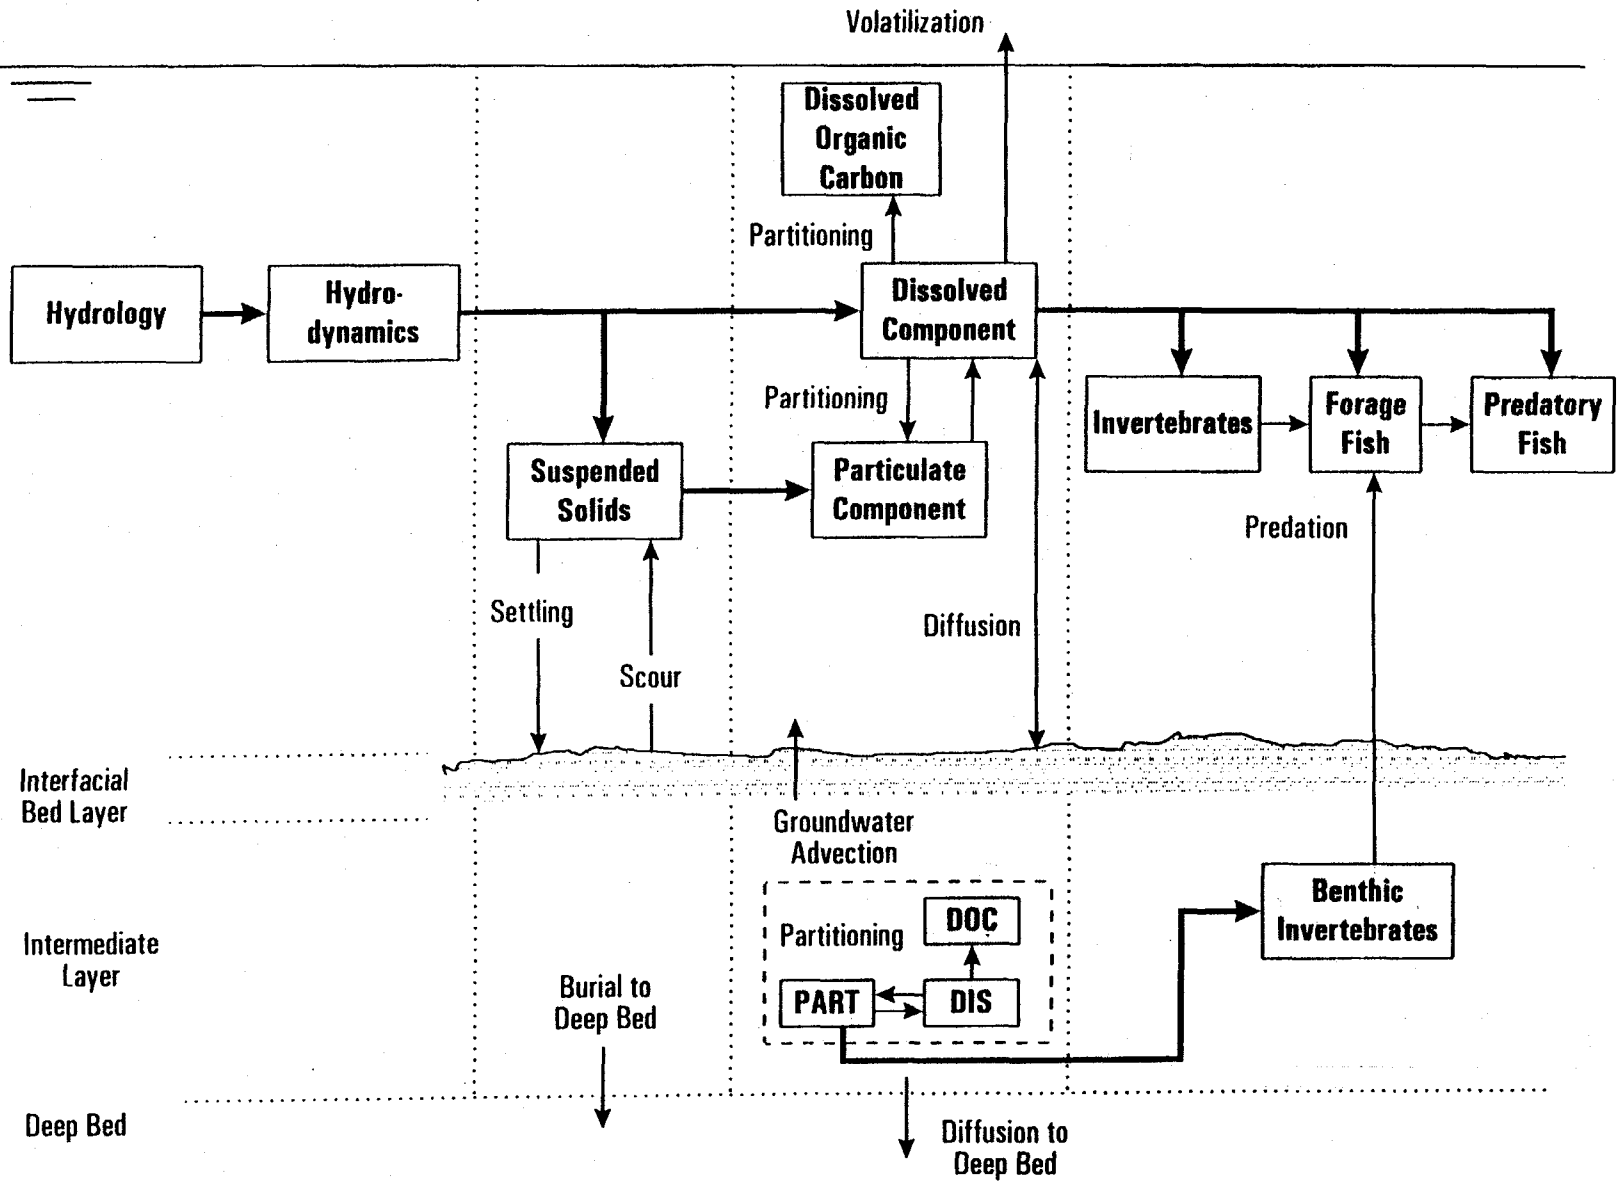 Volatilization
Dissolved
Organic
Carbon
Partitioning
Hydrology
Hydro-
dynamics
Dissolved
Component
Partitioning
Invertebrates
Forage
Fish
Predatory
Fish
Suspended
Solids
Particulate
Component
Predation
Settling
Diffusion
Scour
Interfacial
Bed Layer
Groundwater
Advection
Benthic
Invertebrates
Partitioning
DOC
Intermediate
Layer
PART
DIS
Burial to
Deep Bed
Deep Bed
Diffusion to
Deep Bed